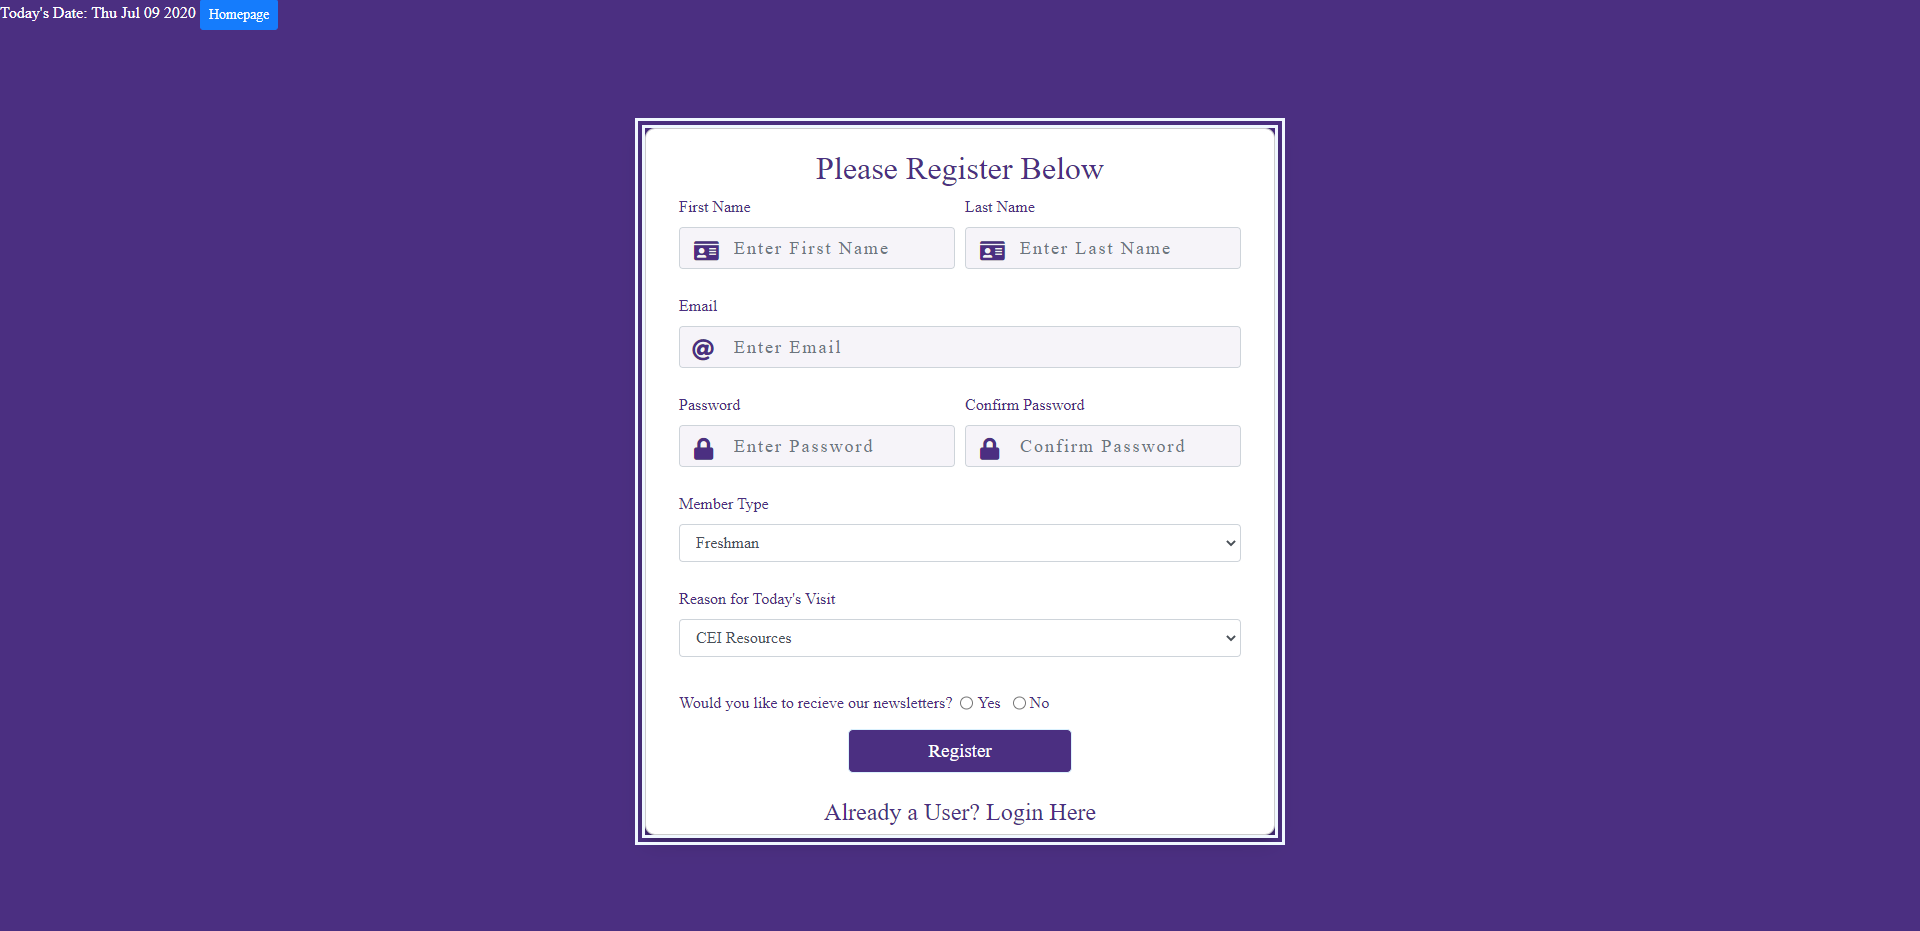 Today's Date: Thu Jul 09 2020 Homepage
Please Register Below
First Name Last Name
Enter First Name Enter Last Name
Email
@ Enter Email
Password Confirm Password
Enter Password Confirm Password
Member Type
Freshman
Reason for Today's Visit
CEI Resources
Would you like to recieve our newsletters? Yes No
Register
Already a User? Login Here